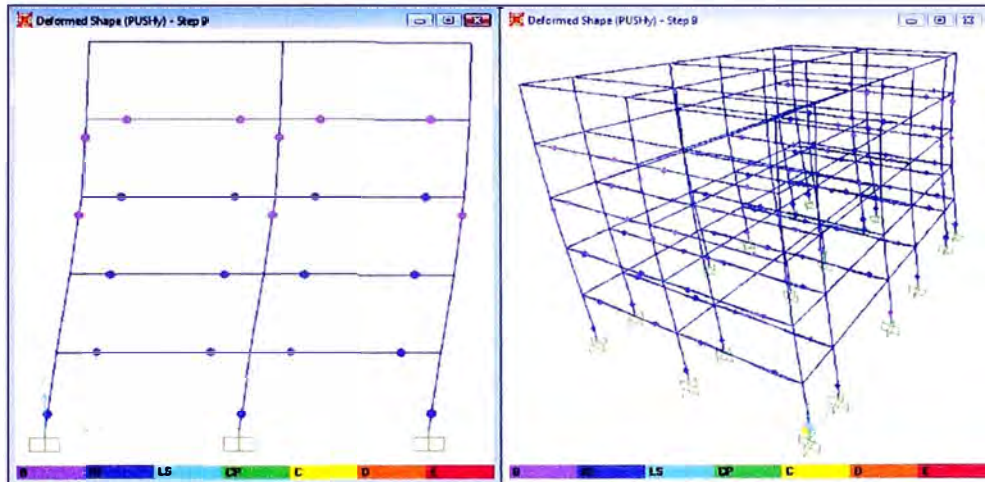 Deformed Shape (PUSHy) - Step 9
Deformed Shape (PUSHy) - Step 9
B IO LS CP C D E
B IO LS CP C D E